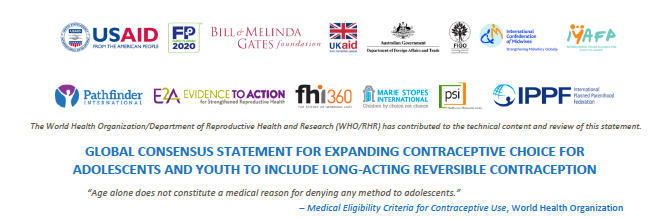 USAID
FROM THE AMERICAN PEOPLE
FP
2020
BILL & MELINDA
GATES foundation
UKaid
Australian Government
Department of Foreign Affairs and Trade
FIGO
International
Confederation
of Midwives
Strengthening Midwifery Globally
IYAFP
Pathfinder
INTERNATIONAL
E2A EVIDENCE TO ACTION
for Strengthened Reproductive Health
fhi360
THE SCIENCE OF IMPROVING LIVES
MARIE STOPES
INTERNATIONAL
Children by choice not chance
psi
IPPF
International
Planned Parenthood
Federation
The World Health Organization/Department of Reproductive Health and Research (WHO/RHR) has contributed to the technical content and review of this statement.
GLOBAL CONSENSUS STATEMENT FOR EXPANDING CONTRACEPTIVE CHOICE FOR
ADOLESCENTS AND YOUTH TO INCLUDE LONG-ACTING REVERSIBLE CONTRACEPTION
“Age alone does not constitute a medical reason for denying any method to adolescents.”
– Medical Eligibility Criteria for Contraceptive Use, World Health Organization